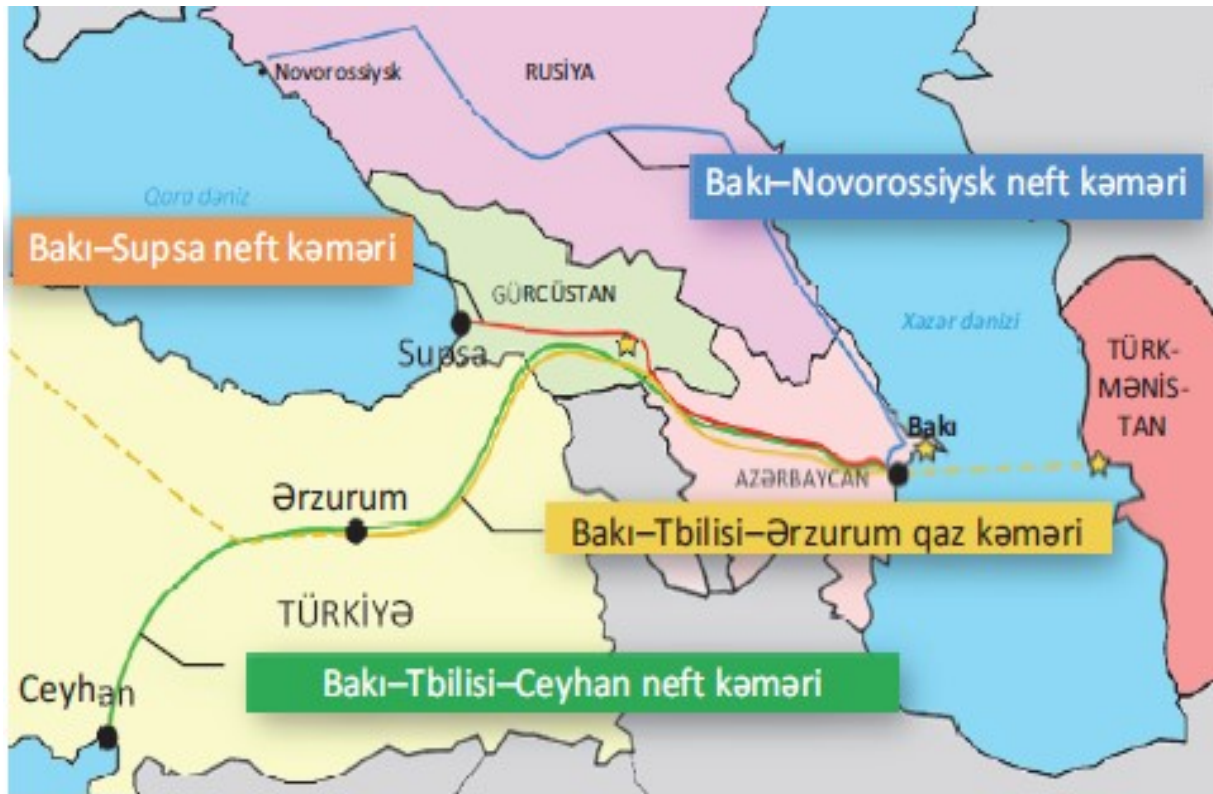 Novorossiysk
RUSİYA
Bakı–Novorossiysk neft kəməri
Qara dəniz
Bakı–Supsa neft kəməri
GÜRCÜSTAN
Xəzər dənizi
Supsa
TÜRK-
MƏNİS-
TAN
Bakı
AZƏRBAYCAN
Ərzurum
Bakı–Tbilisi–Ərzurum qaz kəməri
TÜRKİYƏ
Bakı–Tbilisi–Ceyhan neft kəməri
Ceyhan